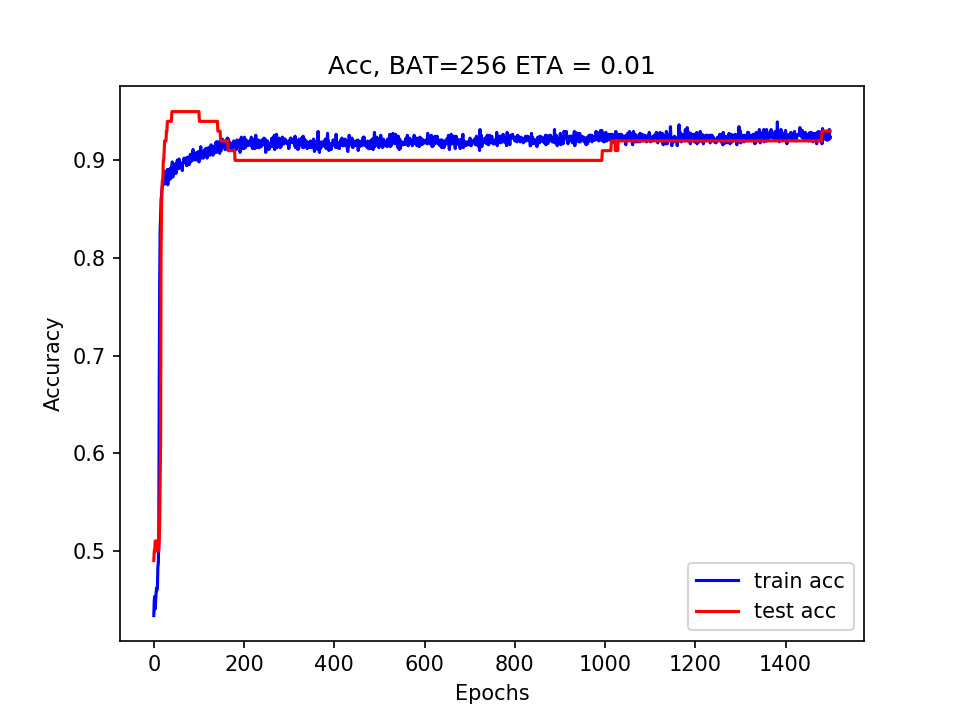 Acc, BAT=256 ETA = 0.01
Accuracy
0.9
0.8
0.7
0.6
0.5
train acc
test acc
0 200 400 600 800 1000 1200 1400
Epochs